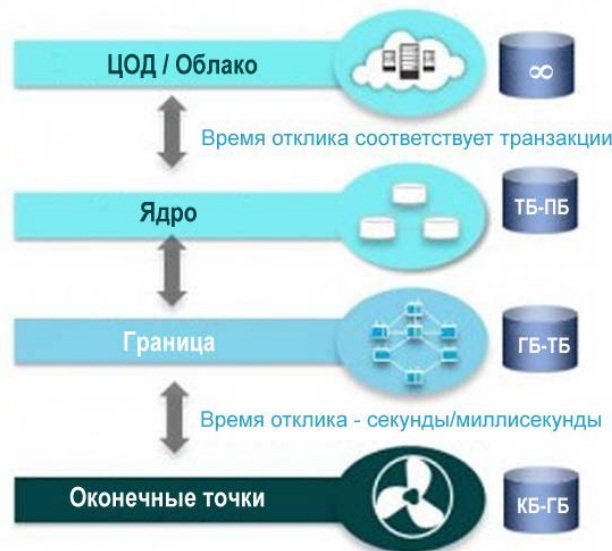 ЦОД / Облако
∞
Время отклика соответствует транзакции
Ядро
ТБ-ПБ
Граница
ГБ-ТБ
Время отклика - секунды/миллисекунды
Оконечные точки
КБ-ГБ